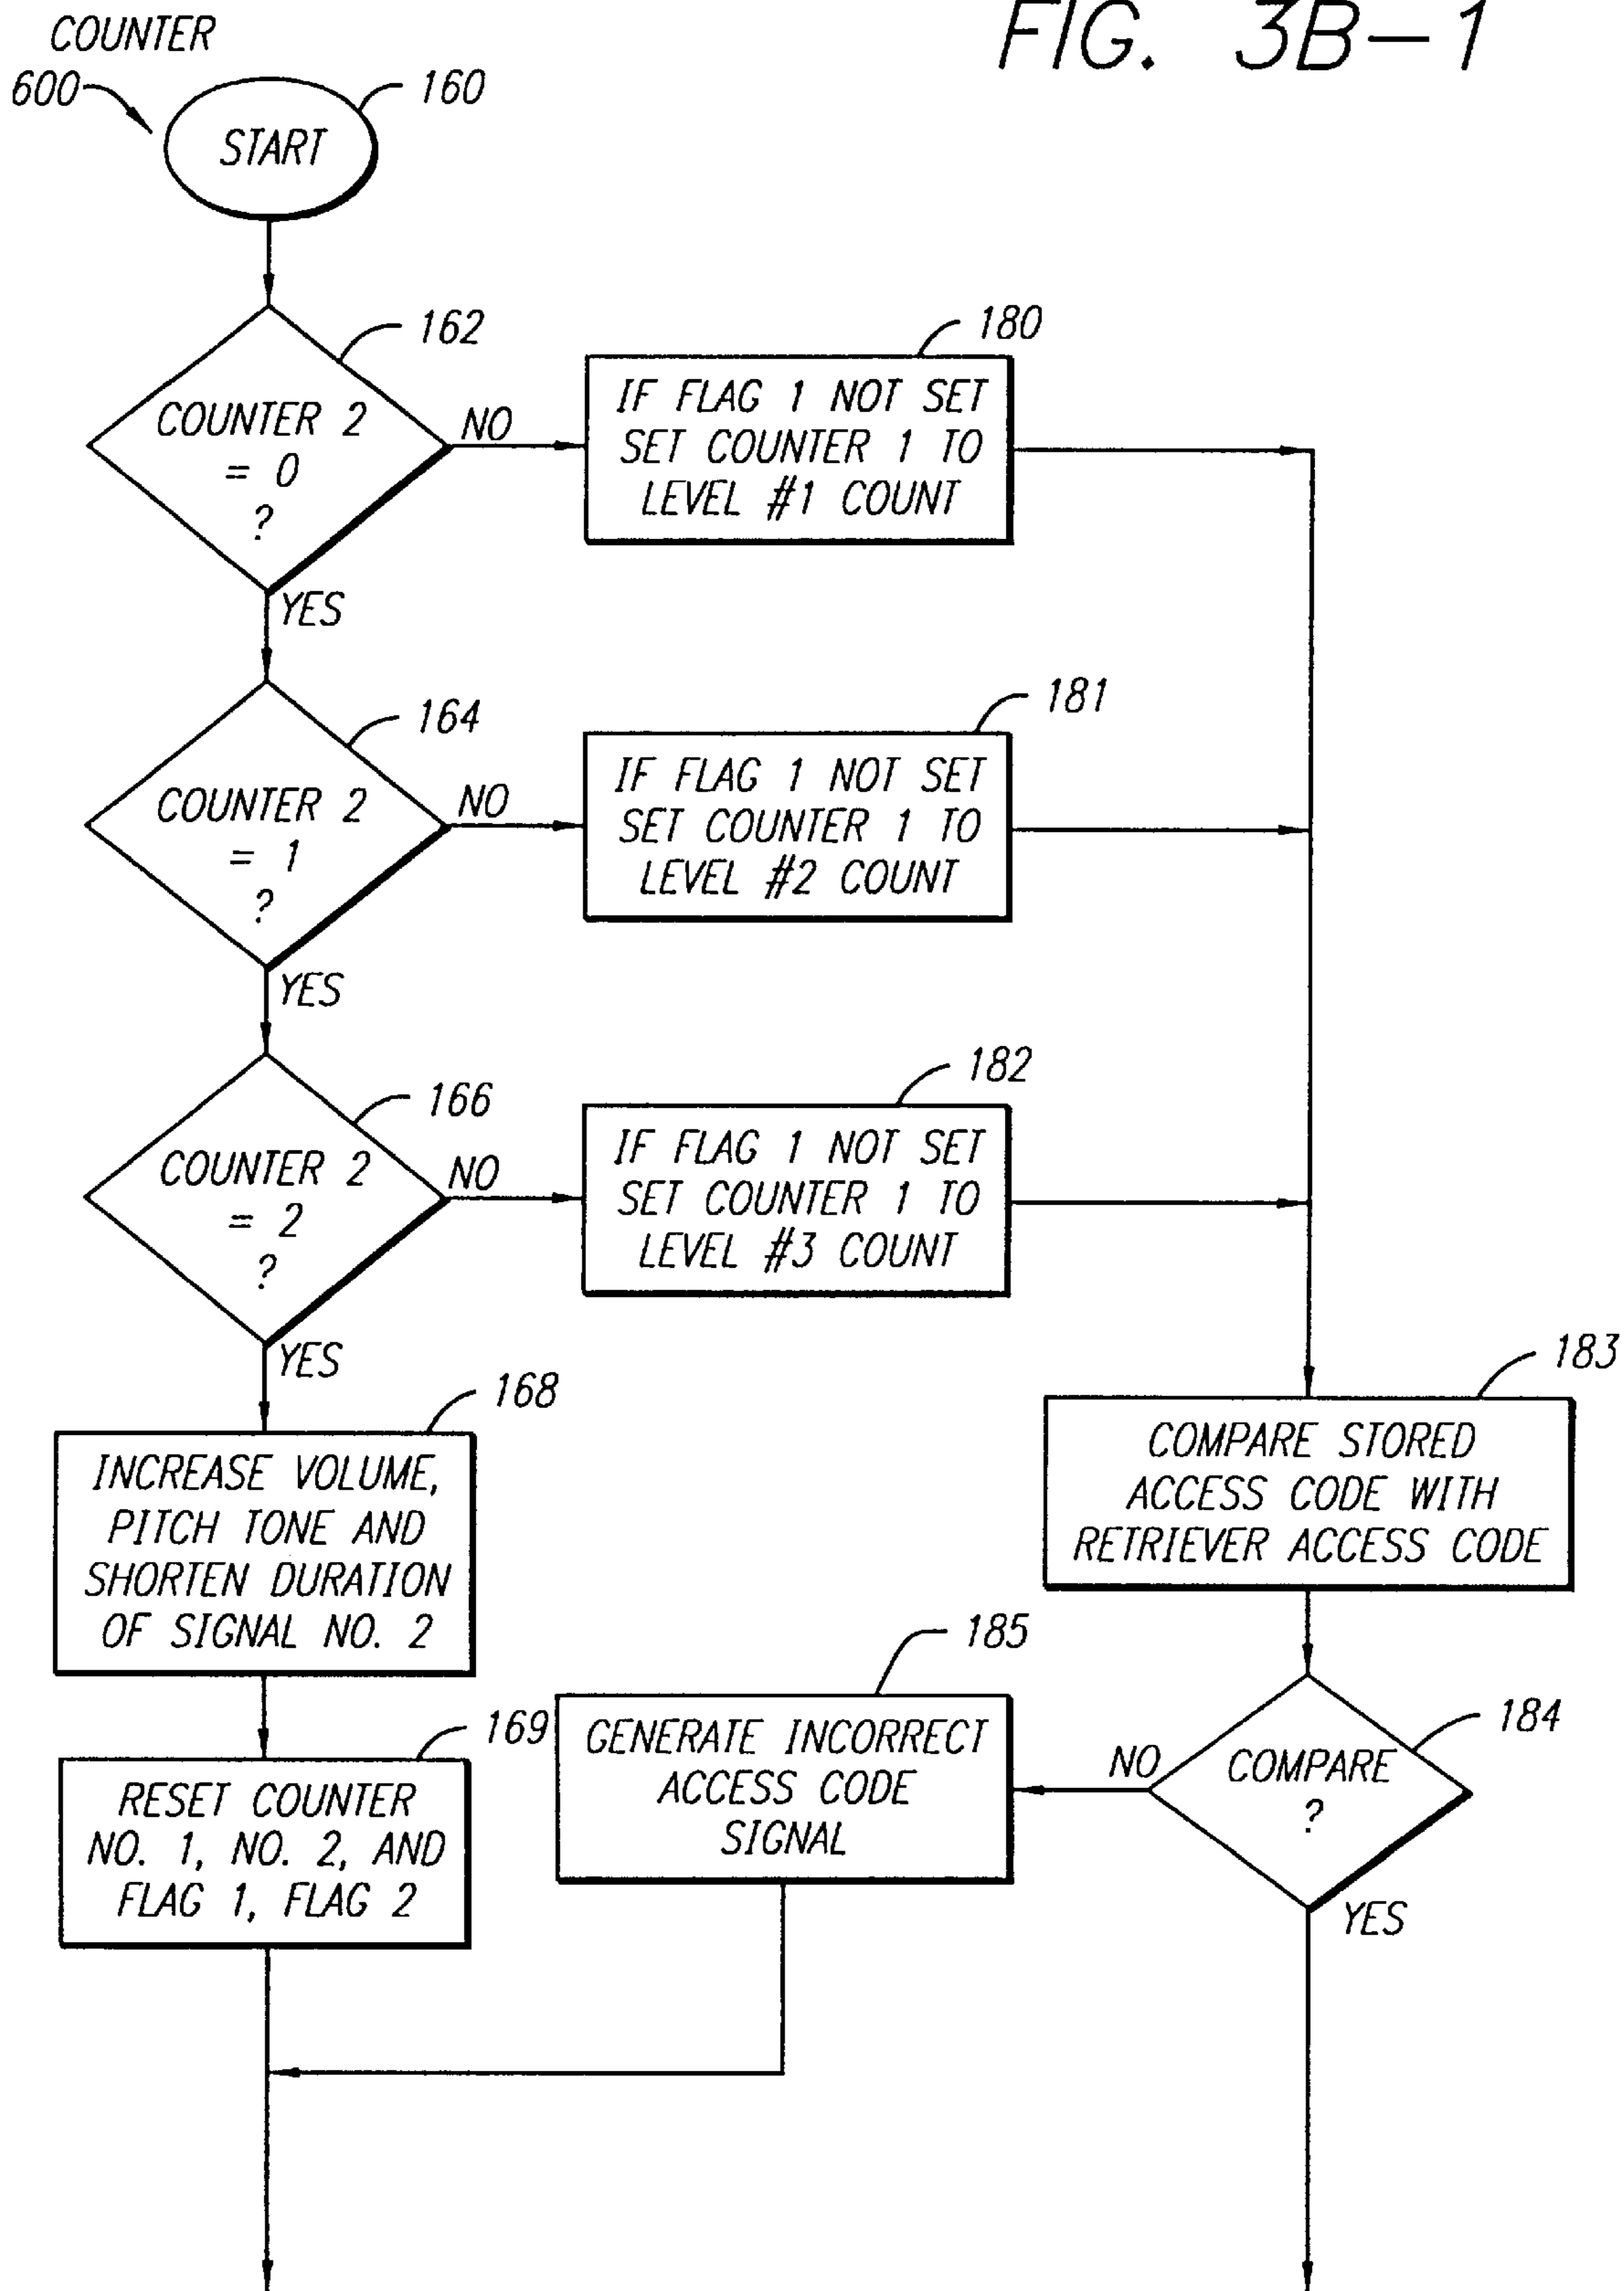 FIG. 3B-1
COUNTER
600
160
START
162
COUNTER 2
= 0
?
NO
YES
180
IF FLAG 1 NOT SET
SET COUNTER 1 TO
LEVEL #1 COUNT
164
COUNTER 2
= 1
?
NO
YES
181
IF FLAG 1 NOT SET
SET COUNTER 1 TO
LEVEL #2 COUNT
166
COUNTER 2
= 2
?
NO
YES
182
IF FLAG 1 NOT SET
SET COUNTER 1 TO
LEVEL #3 COUNT
168
INCREASE VOLUME,
PITCH TONE AND
SHORTEN DURATION
OF SIGNAL NO. 2
183
COMPARE STORED
ACCESS CODE WITH
RETRIEVER ACCESS CODE
169
RESET COUNTER
NO. 1, NO. 2, AND
FLAG 1, FLAG 2
185
GENERATE INCORRECT
ACCESS CODE
SIGNAL
184
COMPARE
?
NO
YES